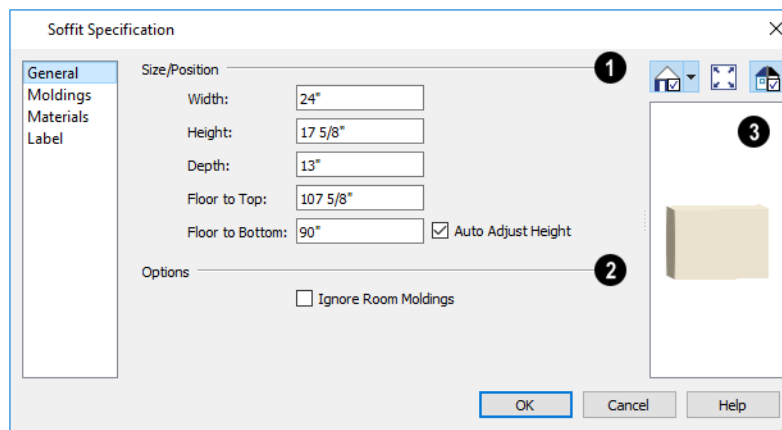 Soffit Specification
General
Moldings
Materials
Label
Size/Position
1
Width: 24"
Height: 17 5/8"
Depth: 13"
Floor to Top: 107 5/8"
Floor to Bottom: 90" Auto Adjust Height
Options
2
Ignore Room Moldings
3
OK Cancel Help